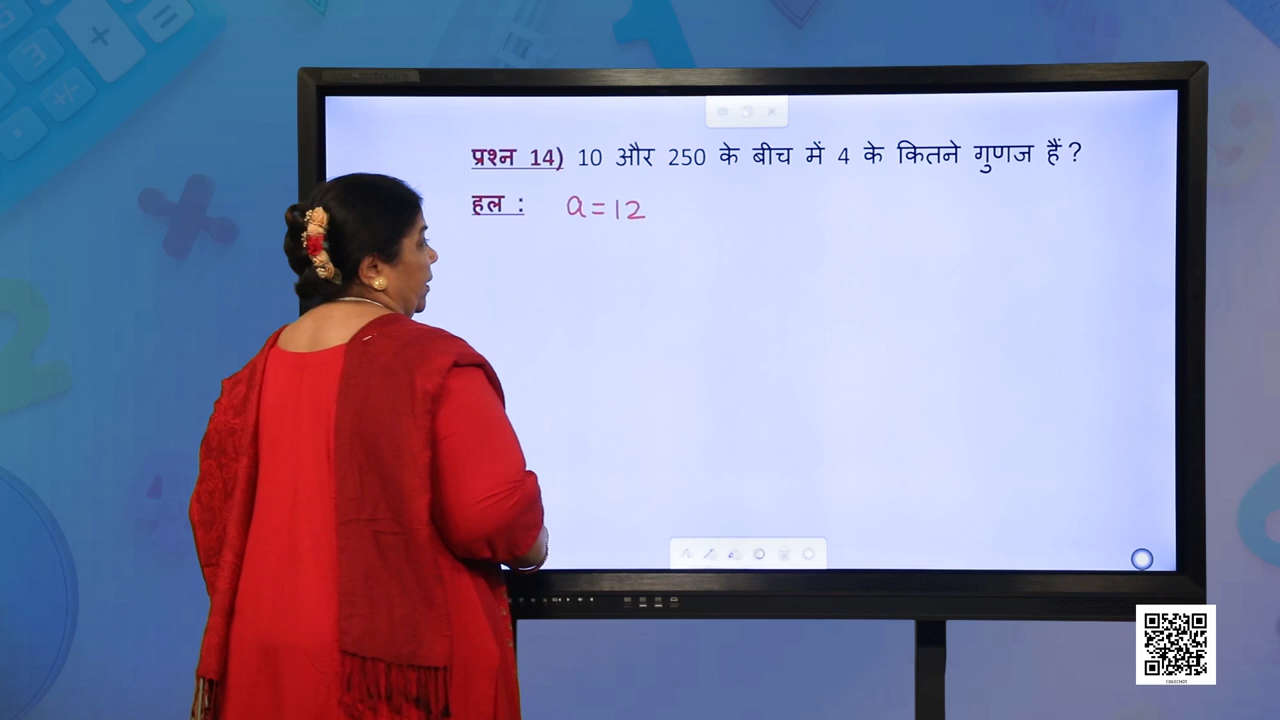 प्रश्न 14) 10 और 250 के बीच में 4 के कितने गुणज हैं?
हल : a=12